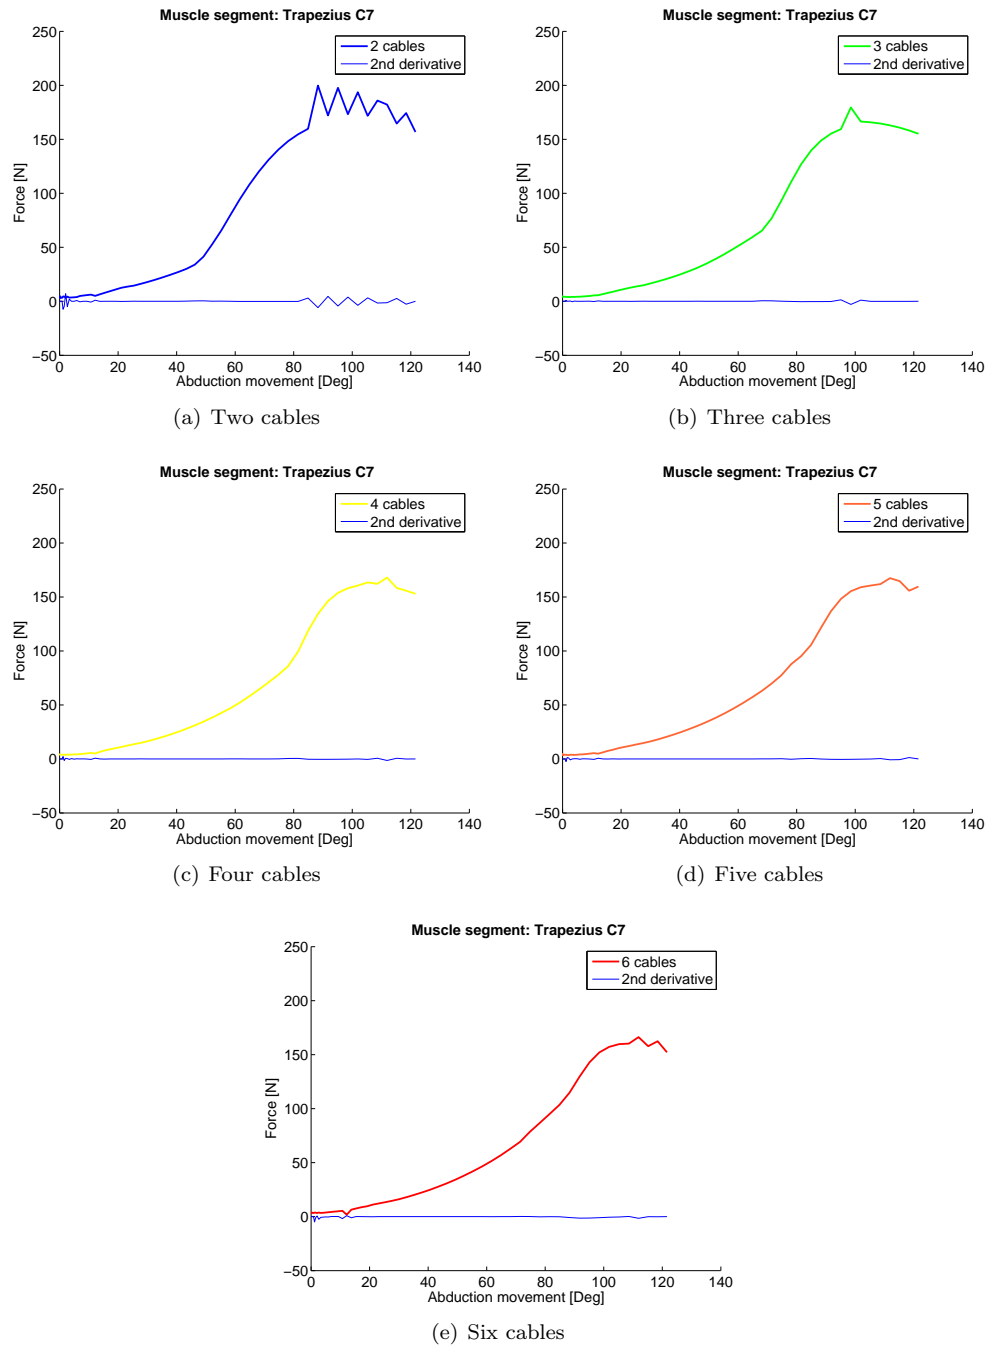 Muscle segment: Trapezius C7
250
200
150
100
50
0
−50
Force [N]
2 cables
2nd derivative
0 20 40 60 80 100 120 140
Abduction movement [Deg]
(a) Two cables
Muscle segment: Trapezius C7
250
200
150
100
50
0
−50
Force [N]
3 cables
2nd derivative
0 20 40 60 80 100 120 140
Abduction movement [Deg]
(b) Three cables
Muscle segment: Trapezius C7
250
200
150
100
50
0
−50
Force [N]
4 cables
2nd derivative
0 20 40 60 80 100 120 140
Abduction movement [Deg]
(c) Four cables
Muscle segment: Trapezius C7
250
200
150
100
50
0
−50
Force [N]
5 cables
2nd derivative
0 20 40 60 80 100 120 140
Abduction movement [Deg]
(d) Five cables
Muscle segment: Trapezius C7
250
200
150
100
50
0
−50
Force [N]
6 cables
2nd derivative
0 20 40 60 80 100 120 140
Abduction movement [Deg]
(e) Six cables